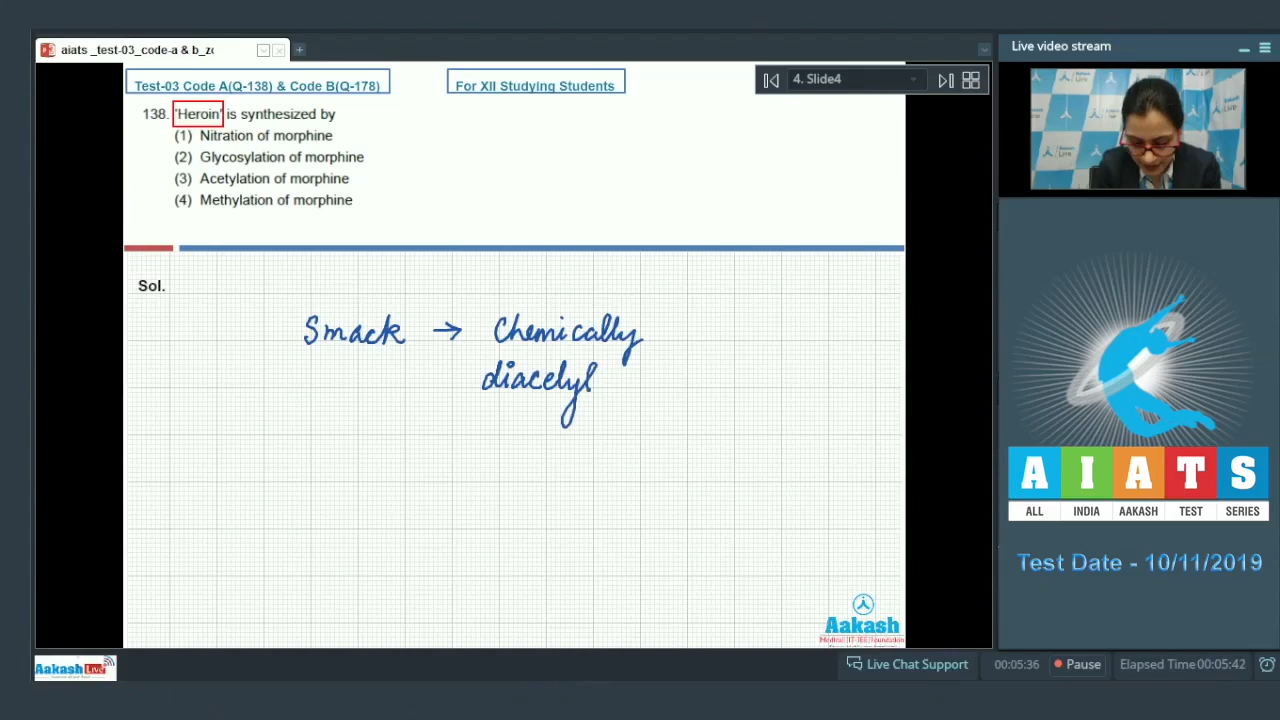 aiats _test-03_code-a & b_zo
Live video stream
Test-03 Code A(Q-138) & Code B(Q-178)
For XII Studying Students
4. Slide4
138. 'Heroin' is synthesized by
(1) Nitration of morphine
(2) Glycosylation of morphine
(3) Acetylation of morphine
(4) Methylation of morphine
Sol.
Smack → Chemically
diacetyl
A I A T S
ALL INDIA AAKASH TEST SERIES
Test Date - 10/11/2019
Aakash
Medical|IIT-JEE|Foundations
Aakash Live
Live Chat Support
00:05:36
Pause
Elapsed Time 00:05:42